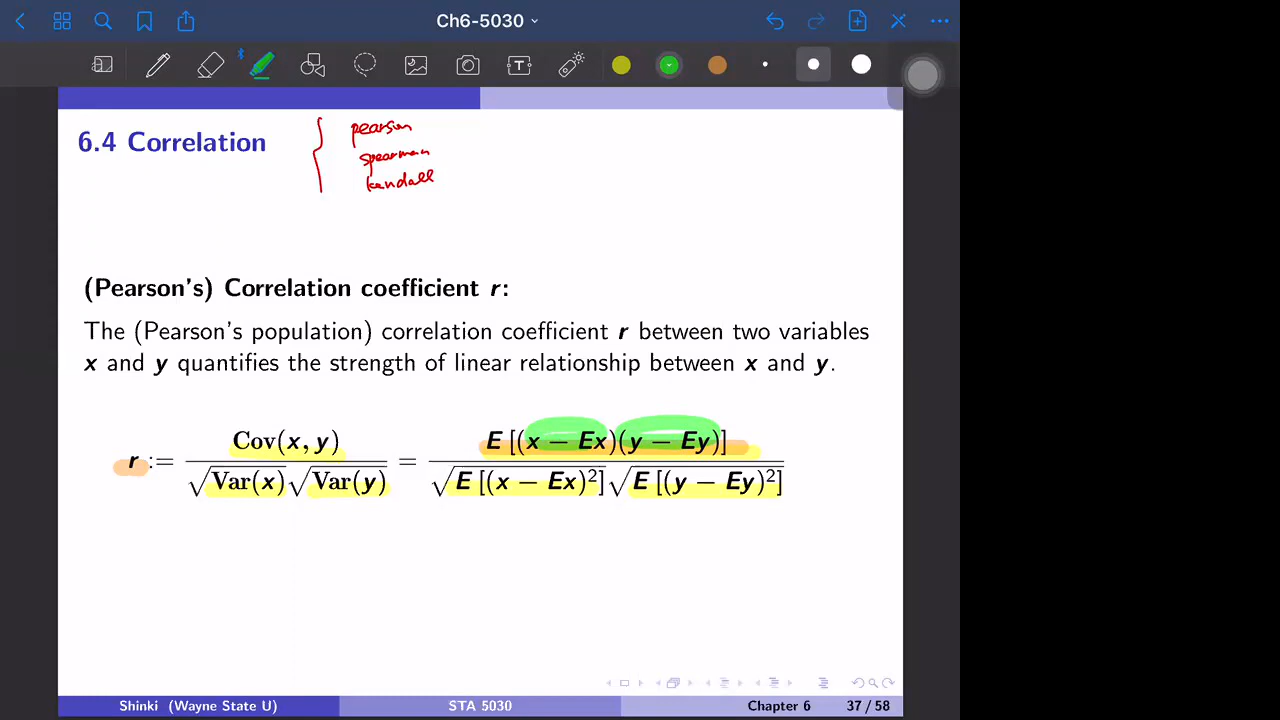 Ch6-5030
T
6.4 Correlation
pearson
spearman
kendall
(Pearson's) Correlation coefficient r:
The (Pearson's population) correlation coefficient r between two variables
x and y quantifies the strength of linear relationship between x and y.
r := Cov(x, y) / √Var(x) √Var(y) = E [(x − Ex)(y − Ey)] / √E [(x − Ex)²] √E [(y − Ey)²]
Shinki (Wayne State U) STA 5030 Chapter 6 37 / 58